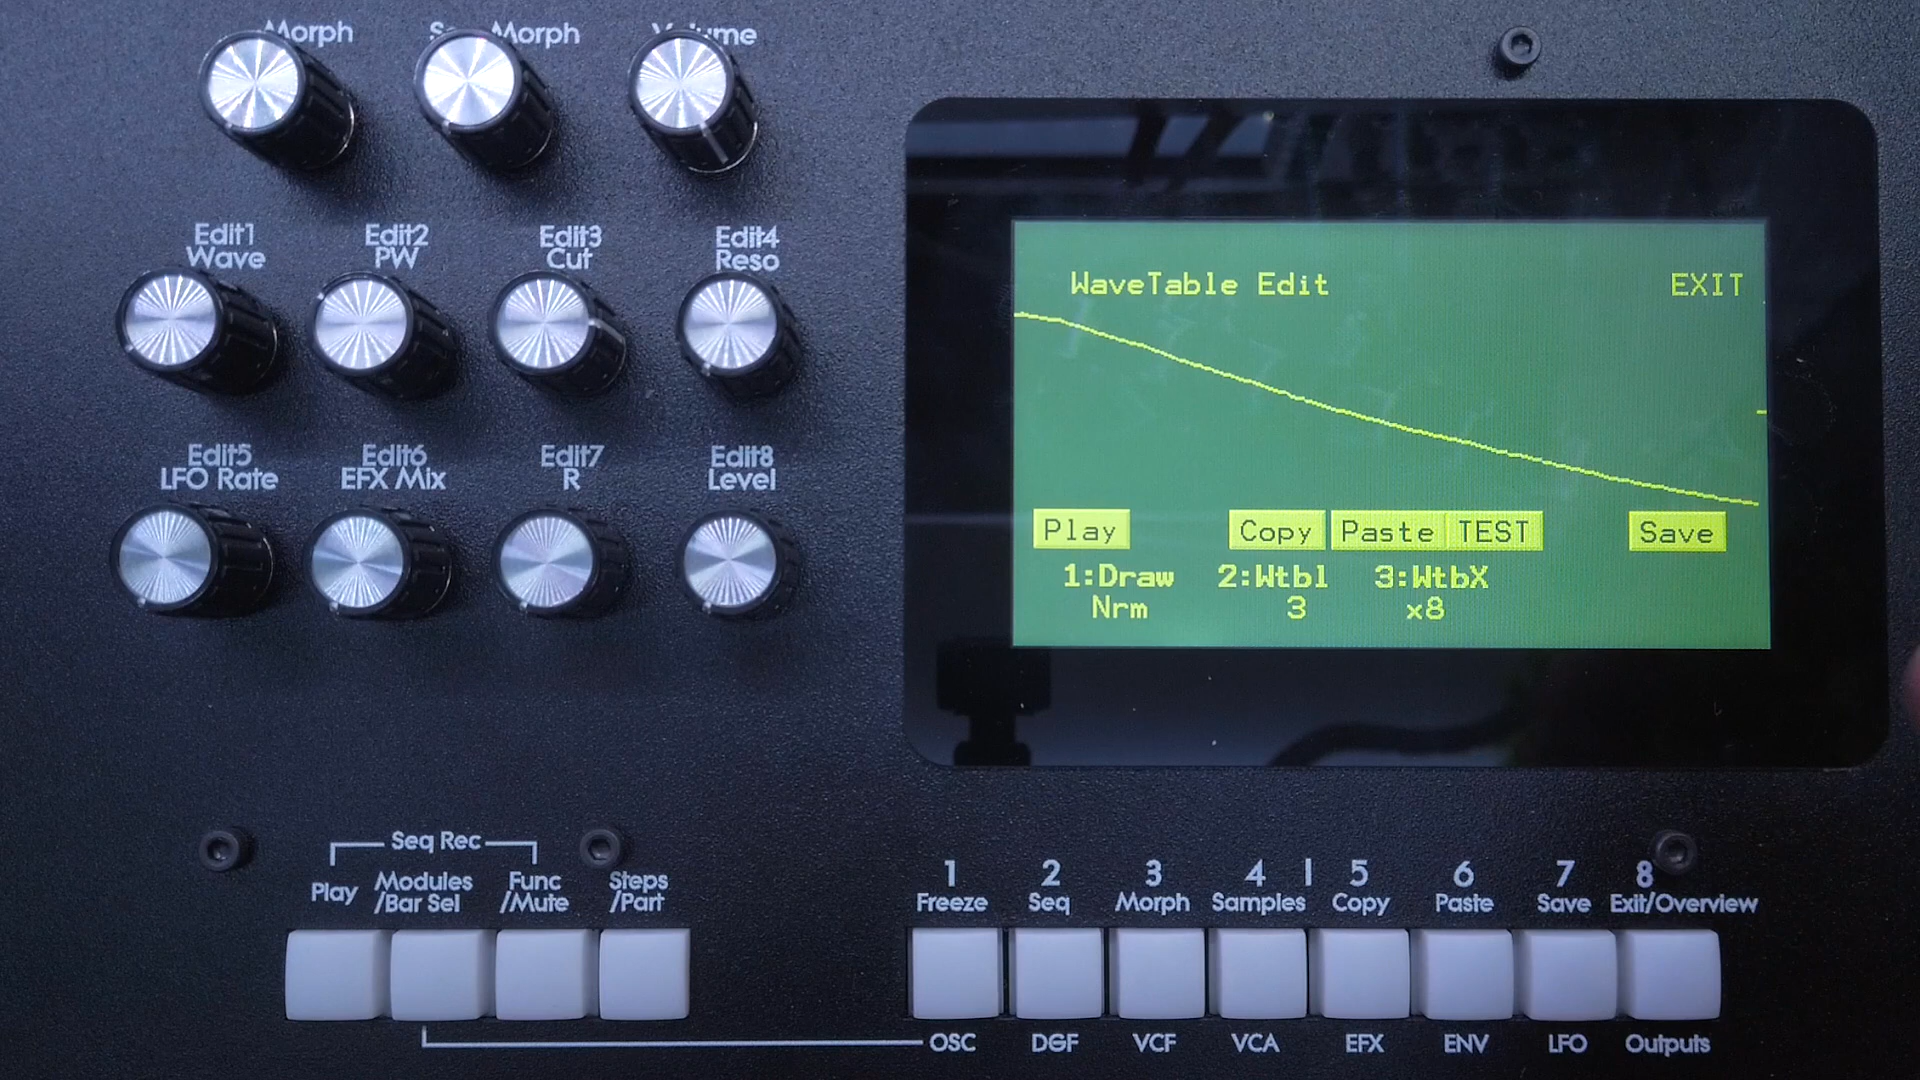 Morph
Morph
Edit1
Wave
Edit2
PW
Edit3
Cut
Edit4
Reso
Edit5
LFO Rate
Edit6
EFX Mix
Edit7
R
Edit8
Level
WaveTable Edit EXIT
Play Copy Paste TEST Save
1:Draw 2:Wtbl 3:WtbX
Nrm 3 x8
Seq Rec
Play
Modules
/Bar Sel
Func
/Mute
Steps
/Part
1 2 3 4 5 6 7 8
Freeze Seq Morph Samples Copy Paste Save Exit/Overview
OSC DGF VCF VCA EFX ENV LFO Outputs